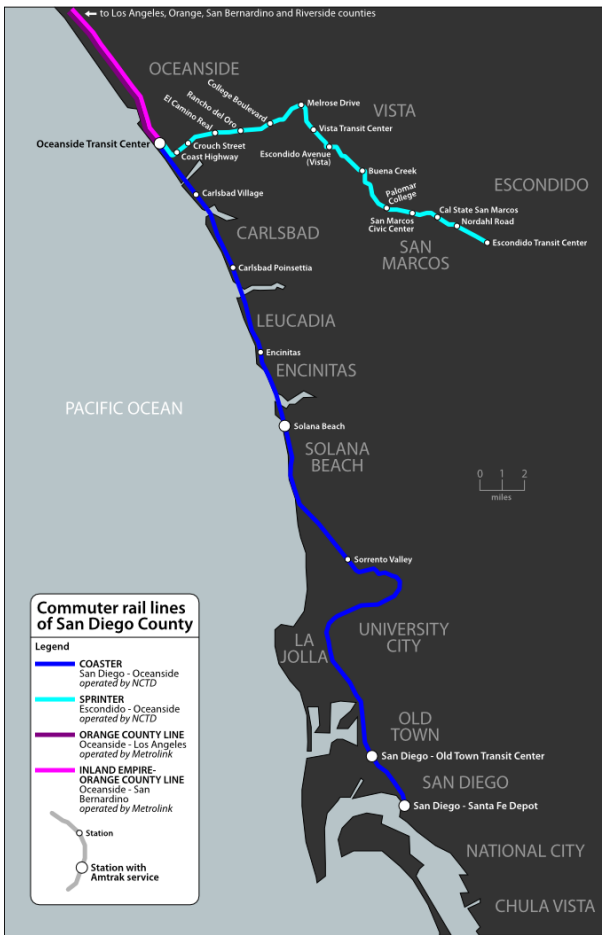 to Los Angeles, Orange, San Bernardino and Riverside counties
OCEANSIDE
College Boulevard
Rancho del Oro
El Camino Real
Melrose Drive
VISTA
Vista Transit Center
Oceanside Transit Center
Crouch Street
Coast Highway
Escondido Avenue
(Vista)
Buena Creek
ESCONDIDO
Palomar
College
Carlsbad Village
Cal State San Marcos
San Marcos
Civic Center
Nordahl Road
CARLSBAD
SAN
MARCOS
Escondido Transit Center
Carlsbad Poinsettia
LEUCADIA
Encinitas
ENCINITAS
PACIFIC OCEAN
Solana Beach
SOLANA
BEACH
0 1 2
miles
Sorrento Valley
UNIVERSITY
CITY
LA
JOLLA
OLD
TOWN
San Diego - Old Town Transit Center
SAN DIEGO
San Diego - Santa Fe Depot
NATIONAL CITY
CHULA VISTA
Commuter rail lines
of San Diego County
Legend
COASTER
San Diego - Oceanside
operated by NCTD
SPRINTER
Escondido - Oceanside
operated by NCTD
ORANGE COUNTY LINE
Oceanside - Los Angeles
operated by Metrolink
INLAND EMPIRE-
ORANGE COUNTY LINE
Oceanside - San
Bernardino
operated by Metrolink
Station
Station with
Amtrak service